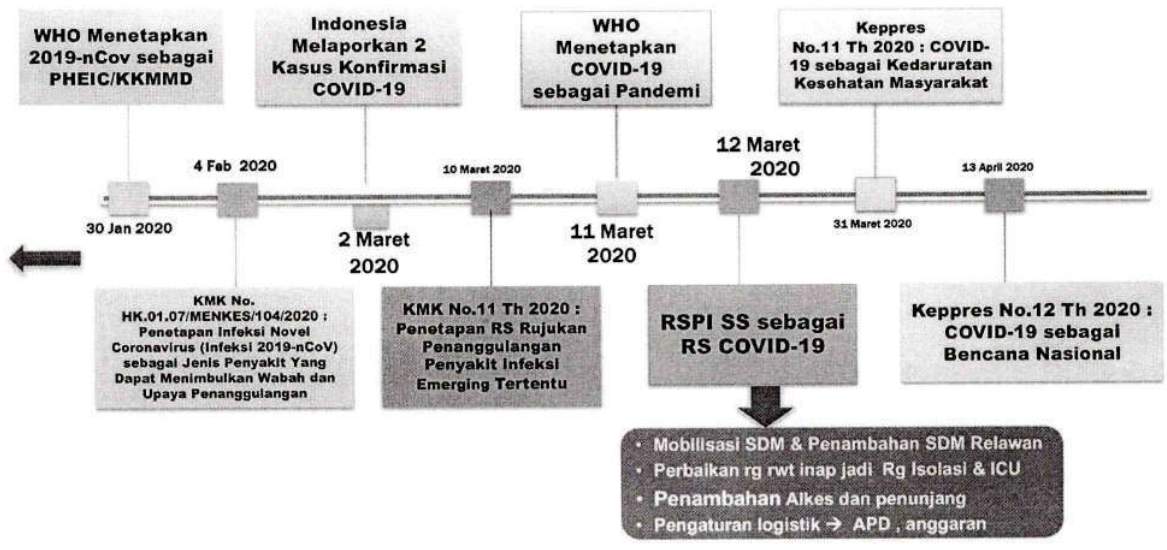 WHO Menetapkan
2019-nCov sebagai
PHEIC/KKMMD
Indonesia
Melaporkan 2
Kasus Konfirmasi
COVID-19
WHO
Menetapkan
COVID-19
sebagai Pandemi
Keppres
No.11 Th 2020 : COVID-
19 sebagai Kedaruratan
Kesehatan Masyarakat
30 Jan 2020
4 Feb 2020
2 Maret
2020
10 Maret 2020
11 Maret
2020
12 Maret
2020
31 Maret 2020
13 April 2020
KMK No.
HK.01.07/MENKES/104/2020 :
Penetapan Infeksi Novel
Coronavirus (Infeksi 2019-nCoV)
sebagai Jenis Penyakit Yang
Dapat Menimbulkan Wabah dan
Upaya Penanggulangan
KMK No.11 Th 2020 :
Penetapan RS Rujukan
Penanggulangan
Penyakit Infeksi
Emerging Tertentu
RSPI SS sebagai
RS COVID-19
Keppres No.12 Th 2020 :
COVID-19 sebagai
Bencana Nasional
• Mobilisasi SDM & Penambahan SDM Relawan
• Perbaikan rg rwt inap jadi Rg Isolasi & ICU
• Penambahan Alkes dan penunjang
• Pengaturan logistik → APD , anggaran